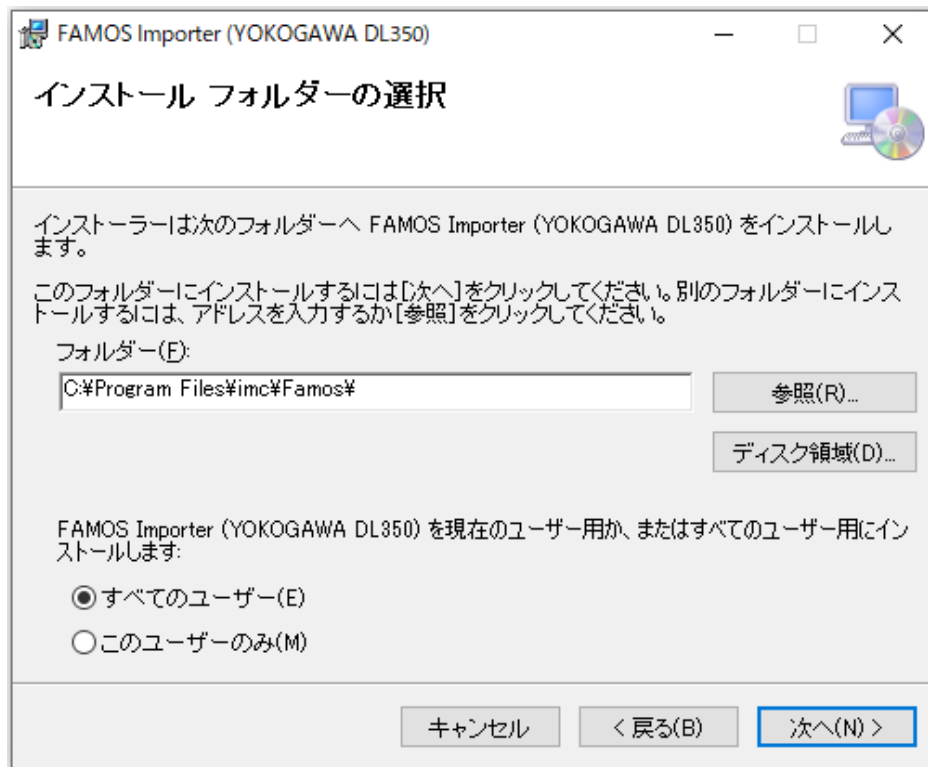 FAMOS Importer (YOKOGAWA DL350)
インストール フォルダーの選択
インストーラーは次のフォルダーへ FAMOS Importer (YOKOGAWA DL350) をインストールし
ます。
このフォルダーにインストールするには[次へ]をクリックしてください。別のフォルダーにインス
トールするには、アドレスを入力するか[参照]をクリックしてください。
フォルダー(F):
C:¥Program Files¥imc¥Famos¥
参照(R)...
ディスク領域(D)...
FAMOS Importer (YOKOGAWA DL350) を現在のユーザー用か、またはすべてのユーザー用にイン
ストールします:
すべてのユーザー(E)
このユーザーのみ(M)
キャンセル
< 戻る(B)
次へ(N) >